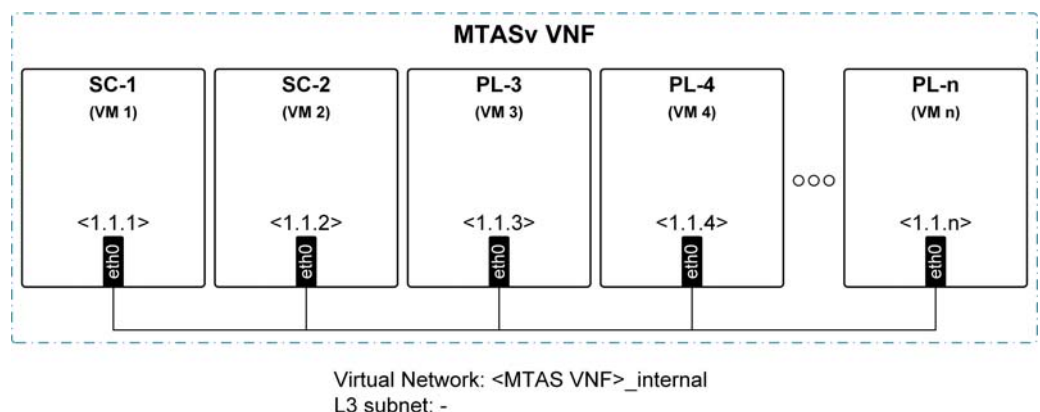 MTASv VNF
SC-1
(VM 1)
SC-2
(VM 2)
PL-3
(VM 3)
PL-4
(VM 4)
PL-n
(VM n)
<1.1.1>
<1.1.2>
<1.1.3>
<1.1.4>
<1.1.n>
eth0
eth0
eth0
eth0
eth0
Virtual Network: <MTAS VNF>_internal
L3 subnet: -